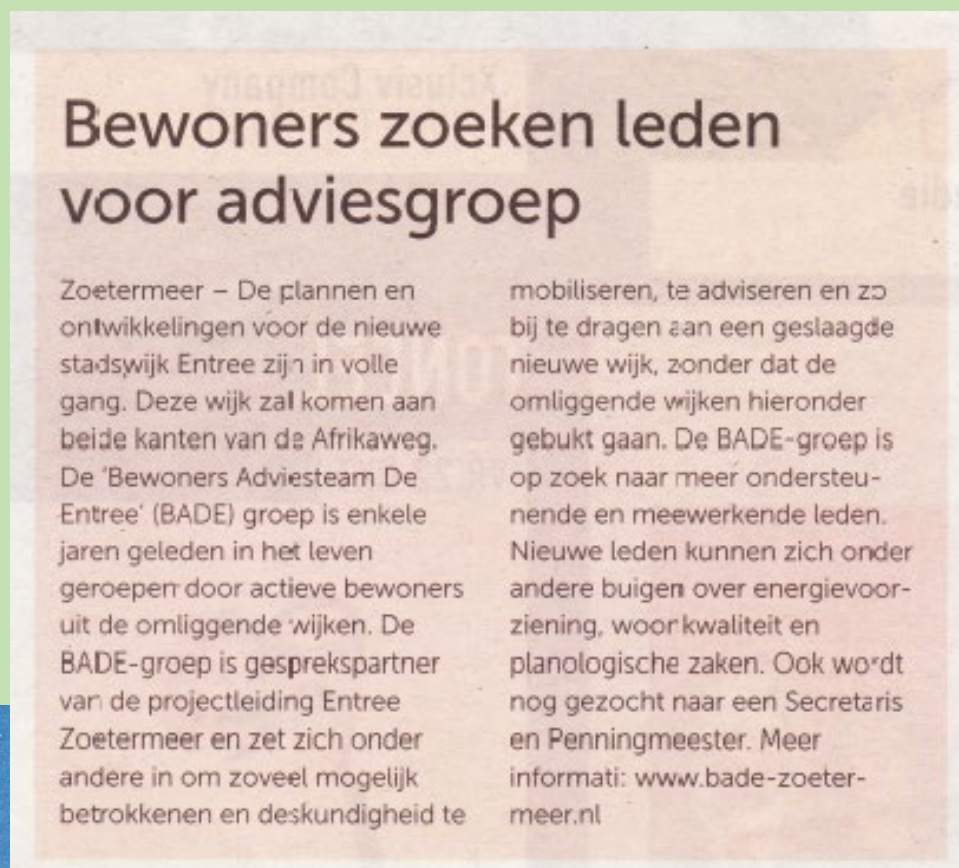 Bewoners zoeken leden
voor adviesgroep
Zoetermeer – De plannen en
ontwikkelingen voor de nieuwe
stadswijk Entree zijn in volle
gang. Deze wijk zal komen aan
beide kanten van de Afrikaweg.
De 'Bewoners Adviesteam De
Entree' (BADE) groep is enkele
jaren geleden in het leven
geroepen door actieve bewoners
uit de omliggende wijken. De
BADE-groep is gesprekspartner
van de projectleiding Entree
Zoetermeer en zet zich onder
andere in om zoveel mogelijk
betrokkenen en deskundigheid te
mobiliseren, te adviseren en zo
bij te dragen aan een geslaagde
nieuwe wijk, zonder dat de
omliggende wijken hieronder
gebukt gaan. De BADE-groep is
op zoek naar meer ondersteu-
nende en meewerkende leden.
Nieuwe leden kunnen zich onder
andere buigen over energievoor-
ziening, woonkwaliteit en
planologische zaken. Ook wordt
nog gezocht naar een Secretaris
en Penningmeester. Meer
informati: www.bade-zoeter-
meer.nl